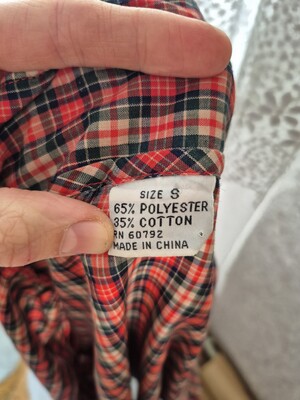 SIZE S
65% POLYESTER
35% COTTON
RN 60792
MADE IN CHINA